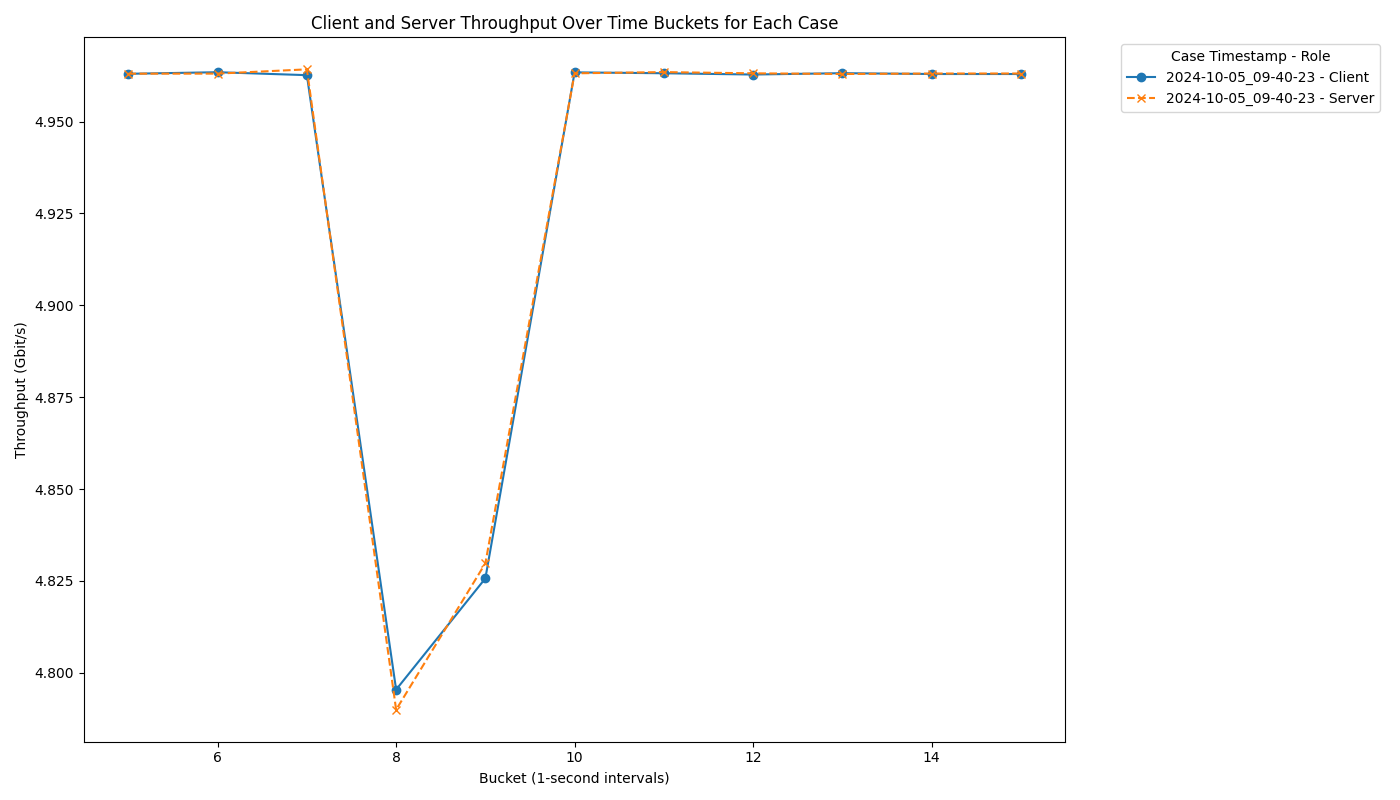 Client and Server Throughput Over Time Buckets for Each Case
Case Timestamp - Role
2024-10-05_09-40-23 - Client
2024-10-05_09-40-23 - Server
Throughput (Gbit/s)
4.950
4.925
4.900
4.875
4.850
4.825
4.800
6 8 10 12 14
Bucket (1-second intervals)